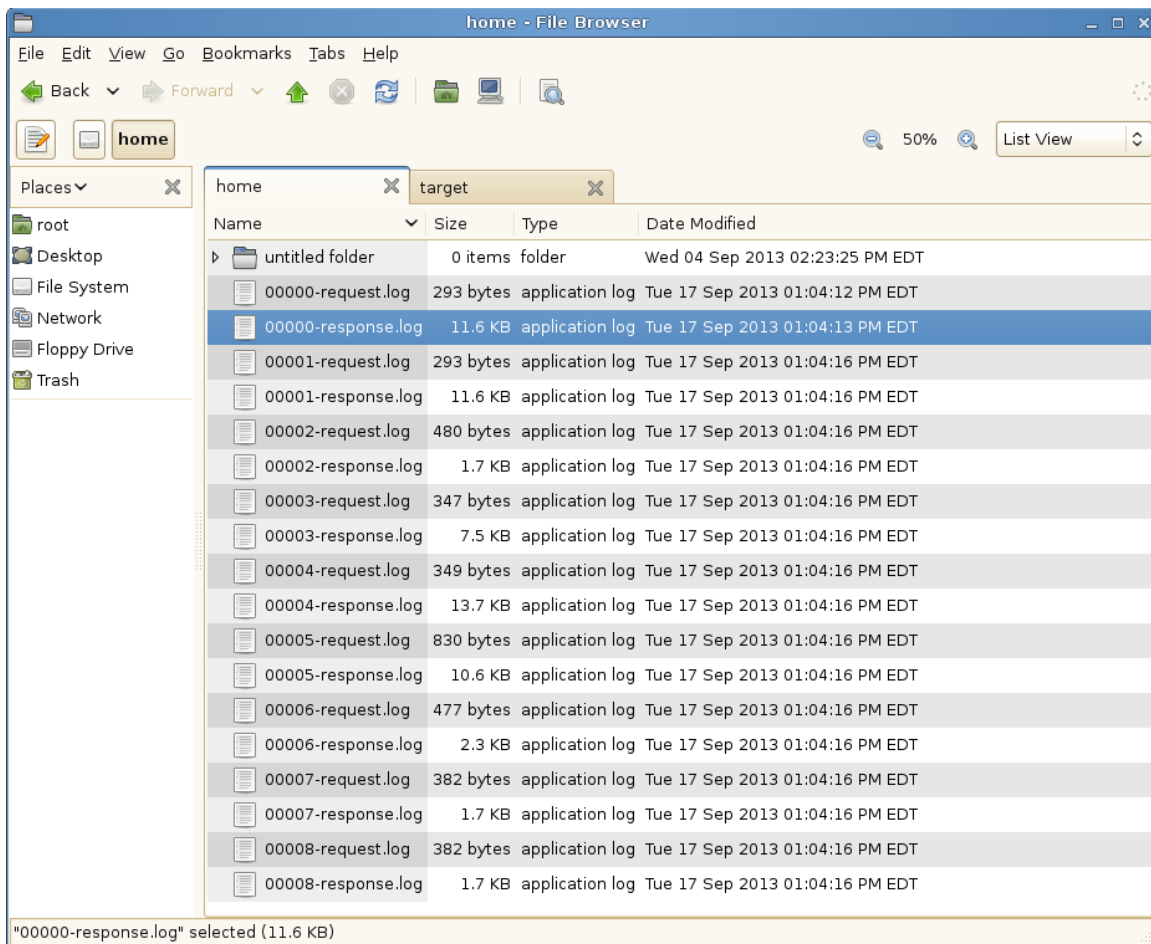 home - File Browser
File Edit View Go Bookmarks Tabs Help
Back Forward
home 50% List View
Places home target
Name Size Type Date Modified
root
Desktop
File System
Network
Floppy Drive
Trash
untitled folder 0 items folder Wed 04 Sep 2013 02:23:25 PM EDT
00000-request.log 293 bytes application log Tue 17 Sep 2013 01:04:12 PM EDT
00000-response.log 11.6 KB application log Tue 17 Sep 2013 01:04:13 PM EDT
00001-request.log 293 bytes application log Tue 17 Sep 2013 01:04:16 PM EDT
00001-response.log 11.6 KB application log Tue 17 Sep 2013 01:04:16 PM EDT
00002-request.log 480 bytes application log Tue 17 Sep 2013 01:04:16 PM EDT
00002-response.log 1.7 KB application log Tue 17 Sep 2013 01:04:16 PM EDT
00003-request.log 347 bytes application log Tue 17 Sep 2013 01:04:16 PM EDT
00003-response.log 7.5 KB application log Tue 17 Sep 2013 01:04:16 PM EDT
00004-request.log 349 bytes application log Tue 17 Sep 2013 01:04:16 PM EDT
00004-response.log 13.7 KB application log Tue 17 Sep 2013 01:04:16 PM EDT
00005-request.log 830 bytes application log Tue 17 Sep 2013 01:04:16 PM EDT
00005-response.log 10.6 KB application log Tue 17 Sep 2013 01:04:16 PM EDT
00006-request.log 477 bytes application log Tue 17 Sep 2013 01:04:16 PM EDT
00006-response.log 2.3 KB application log Tue 17 Sep 2013 01:04:16 PM EDT
00007-request.log 382 bytes application log Tue 17 Sep 2013 01:04:16 PM EDT
00007-response.log 1.7 KB application log Tue 17 Sep 2013 01:04:16 PM EDT
00008-request.log 382 bytes application log Tue 17 Sep 2013 01:04:16 PM EDT
00008-response.log 1.7 KB application log Tue 17 Sep 2013 01:04:16 PM EDT
"00000-response.log" selected (11.6 KB)